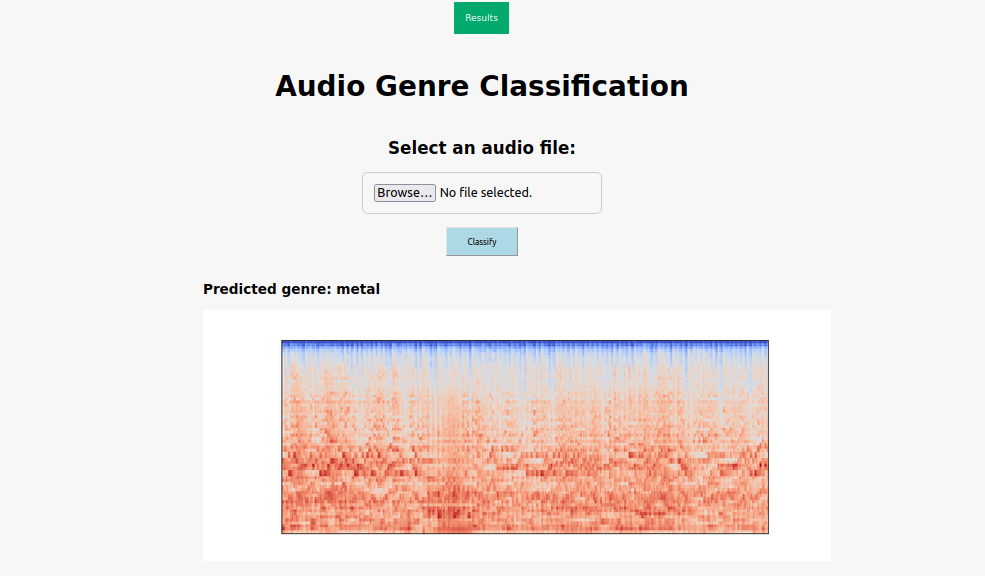 Results
Audio Genre Classification
Select an audio file:
Browse... No file selected.
Classify
Predicted genre: metal